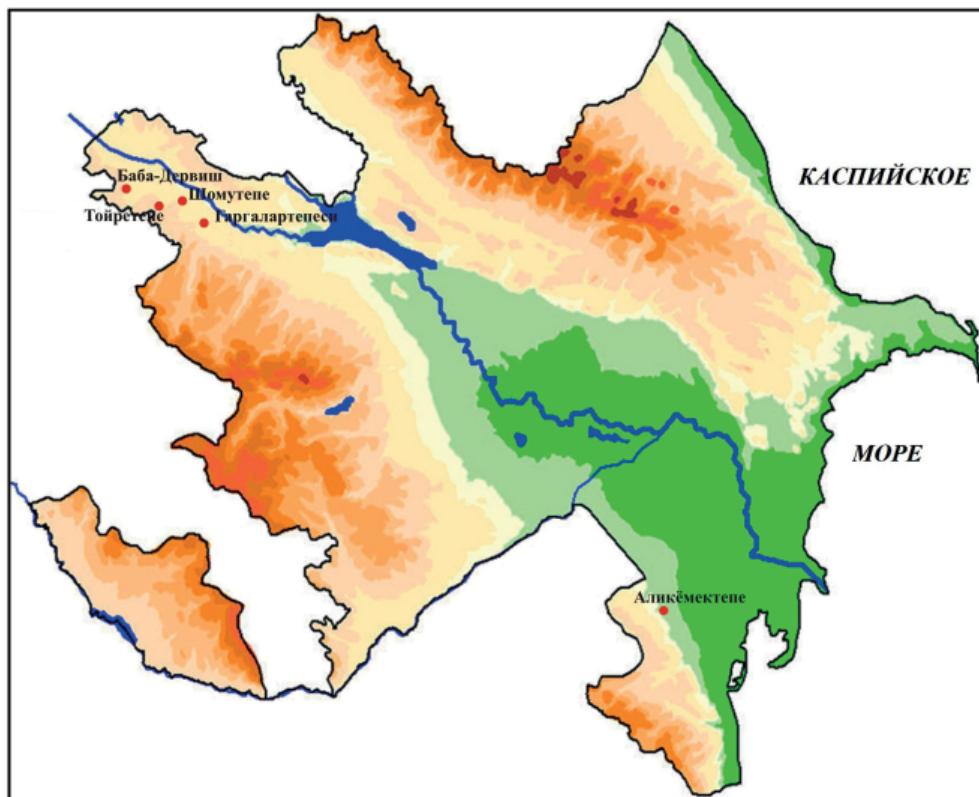 КАСПИЙСКОЕ
Баба-Дервиш
Шомутепе
Тойретепе
Гаргалартепеси
МОРЕ
Аликёмектепе